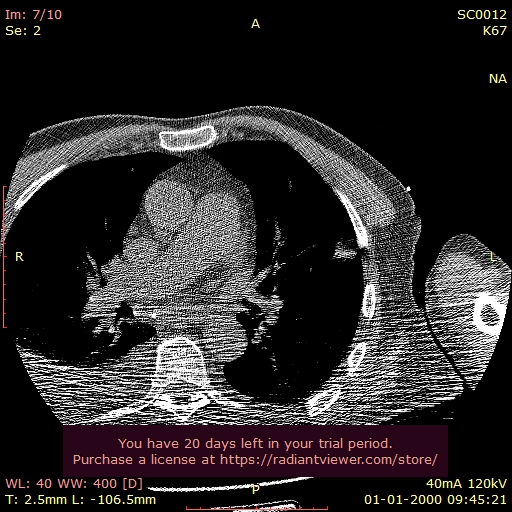 Im: 7/10
Se: 2
A
SC0012
K67
NA
R
L
You have 20 days left in your trial period.
Purchase a license at https://radiantviewer.com/store/
WL: 40 WW: 400 [D]
T: 2.5mm L: -106.5mm
P
40mA 120kV
01-01-2000 09:45:21